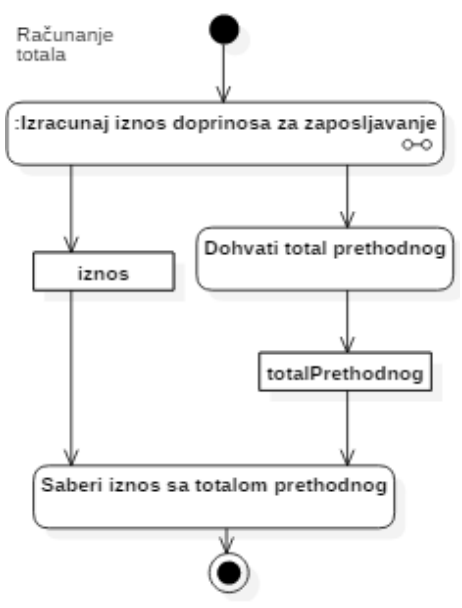 Računanje
totala
:Izracunaj iznos doprinosa za zaposljavanje
Dohvati total prethodnog
iznos
totalPrethodnog
Saberi iznos sa totalom prethodnog